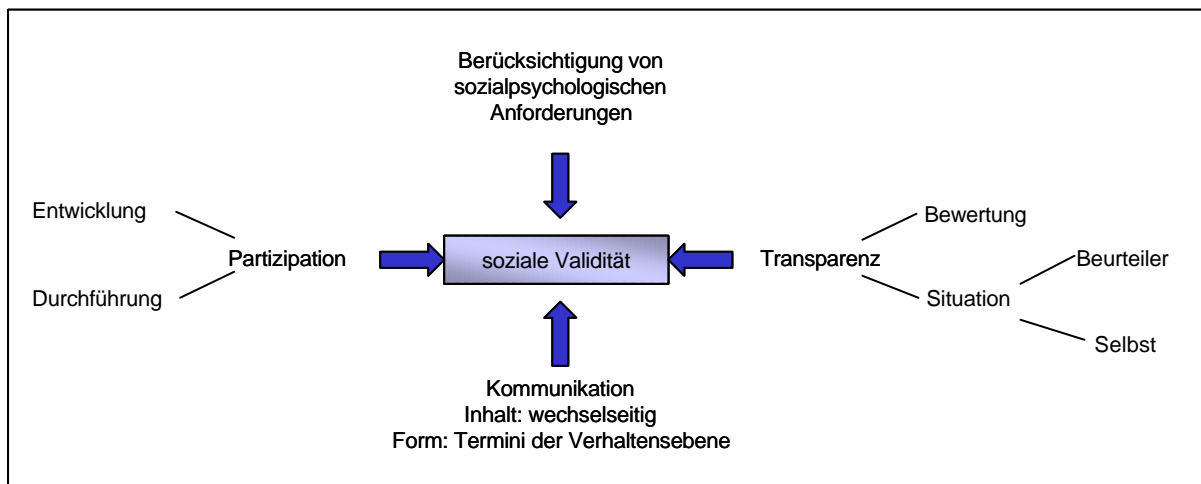 Berücksichtigung von
sozialpsychologischen
Anforderungen
Entwicklung
Partizipation
Durchführung
soziale Validität
Transparenz
Bewertung
Situation
Beurteiler
Selbst
Kommunikation
Inhalt: wechselseitig
Form: Termini der Verhaltensebene